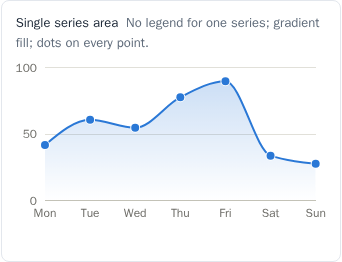 Single series area No legend for one series; gradient
fill; dots on every point.
100
50
0
Mon Tue Wed Thu Fri Sat Sun